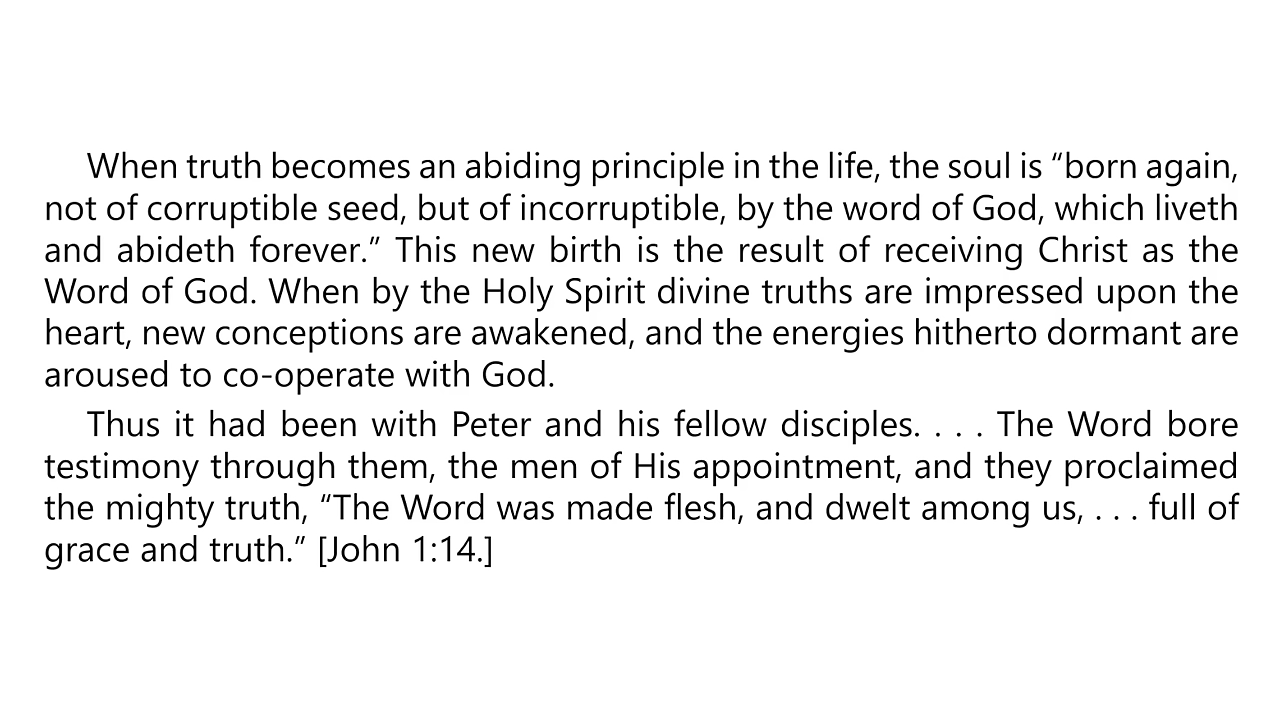 When truth becomes an abiding principle in the life, the soul is “born again,
not of corruptible seed, but of incorruptible, by the word of God, which liveth
and abideth forever.” This new birth is the result of receiving Christ as the
Word of God. When by the Holy Spirit divine truths are impressed upon the
heart, new conceptions are awakened, and the energies hitherto dormant are
aroused to co-operate with God.
Thus it had been with Peter and his fellow disciples. . . . The Word bore
testimony through them, the men of His appointment, and they proclaimed
the mighty truth, “The Word was made flesh, and dwelt among us, . . . full of
grace and truth.” [John 1:14.]